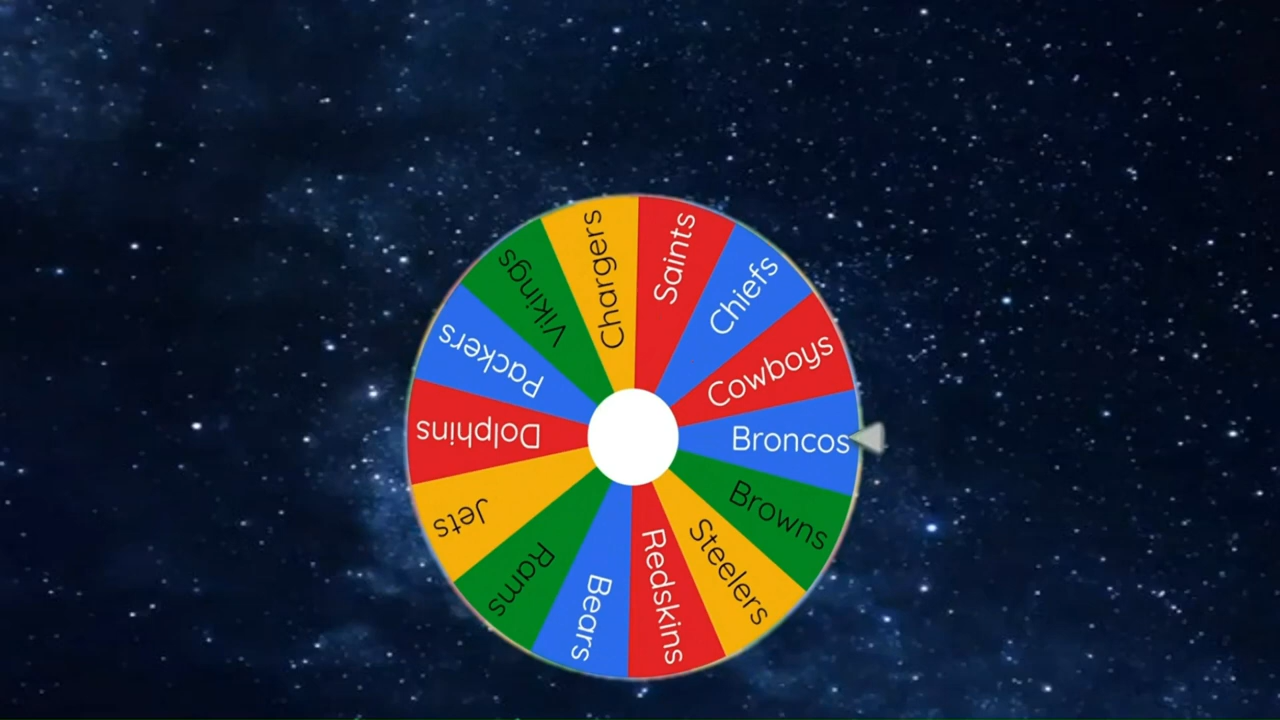 Saints
Chiefs
Cowboys
Broncos
Browns
Steelers
Redskins
Bears
Rams
Jets
Dolphins
Packers
Vikings
Chargers